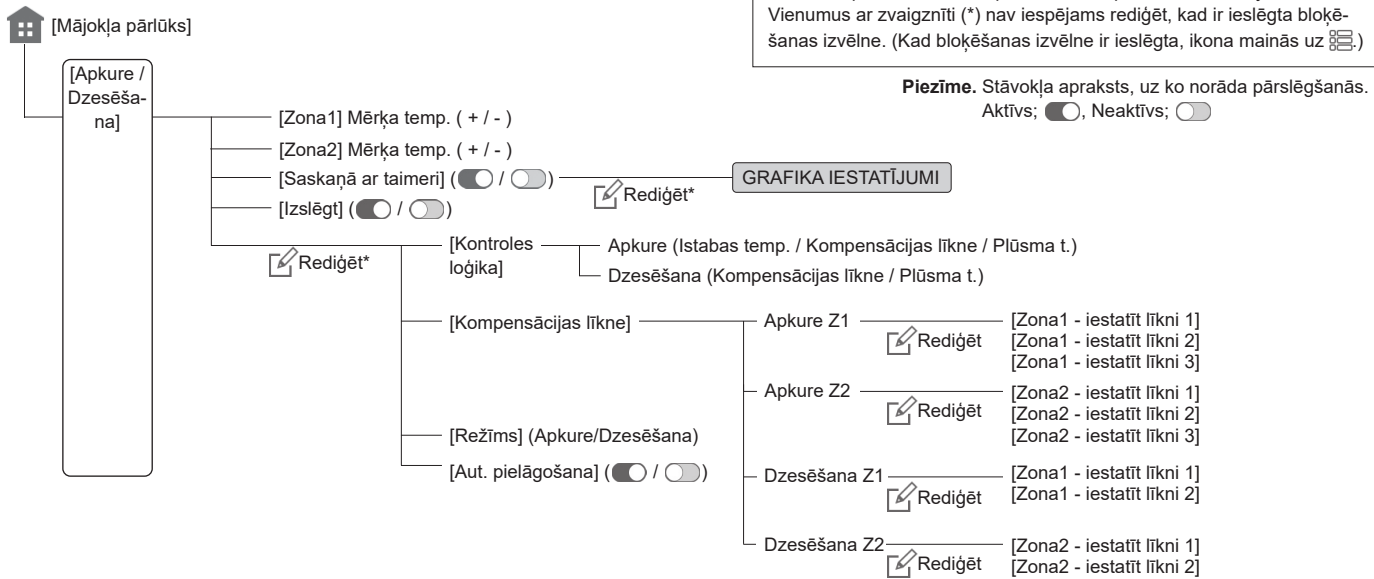 Vienumus ar zvaigznīti (*) nav iespējams rediģēt, kad ir ieslēgta bloķē-
šanas izvēlne. (Kad bloķēšanas izvēlne ir ieslēgta, ikona mainās uz .)
[Mājokļa pārlūks]
Piezīme. Stāvokļa apraksts, uz ko norāda pārslēgšanās.
Aktīvs; , Neaktīvs;
[Apkure /
Dzesēša-
na]
[Zona1] Mērķa temp. ( + / - )
[Zona2] Mērķa temp. ( + / - )
[Saskaņā ar taimeri] ( / )
Rediģēt*
GRAFIKA IESTATĪJUMI
[Izslēgt] ( / )
Rediģēt*
[Kontroles
loģika]
Apkure (Istabas temp. / Kompensācijas līkne / Plūsma t.)
Dzesēšana (Kompensācijas līkne / Plūsma t.)
[Kompensācijas līkne]
Apkure Z1
Rediģēt
[Zona1 - iestatīt līkni 1]
[Zona1 - iestatīt līkni 2]
[Zona1 - iestatīt līkni 3]
Apkure Z2
Rediģēt
[Zona2 - iestatīt līkni 1]
[Zona2 - iestatīt līkni 2]
[Zona2 - iestatīt līkni 3]
[Režīms] (Apkure/Dzesēšana)
[Aut. pielāgošana] ( / )
Dzesēšana Z1
Rediģēt
[Zona1 - iestatīt līkni 1]
[Zona1 - iestatīt līkni 2]
Dzesēšana Z2
Rediģēt
[Zona2 - iestatīt līkni 1]
[Zona2 - iestatīt līkni 2]